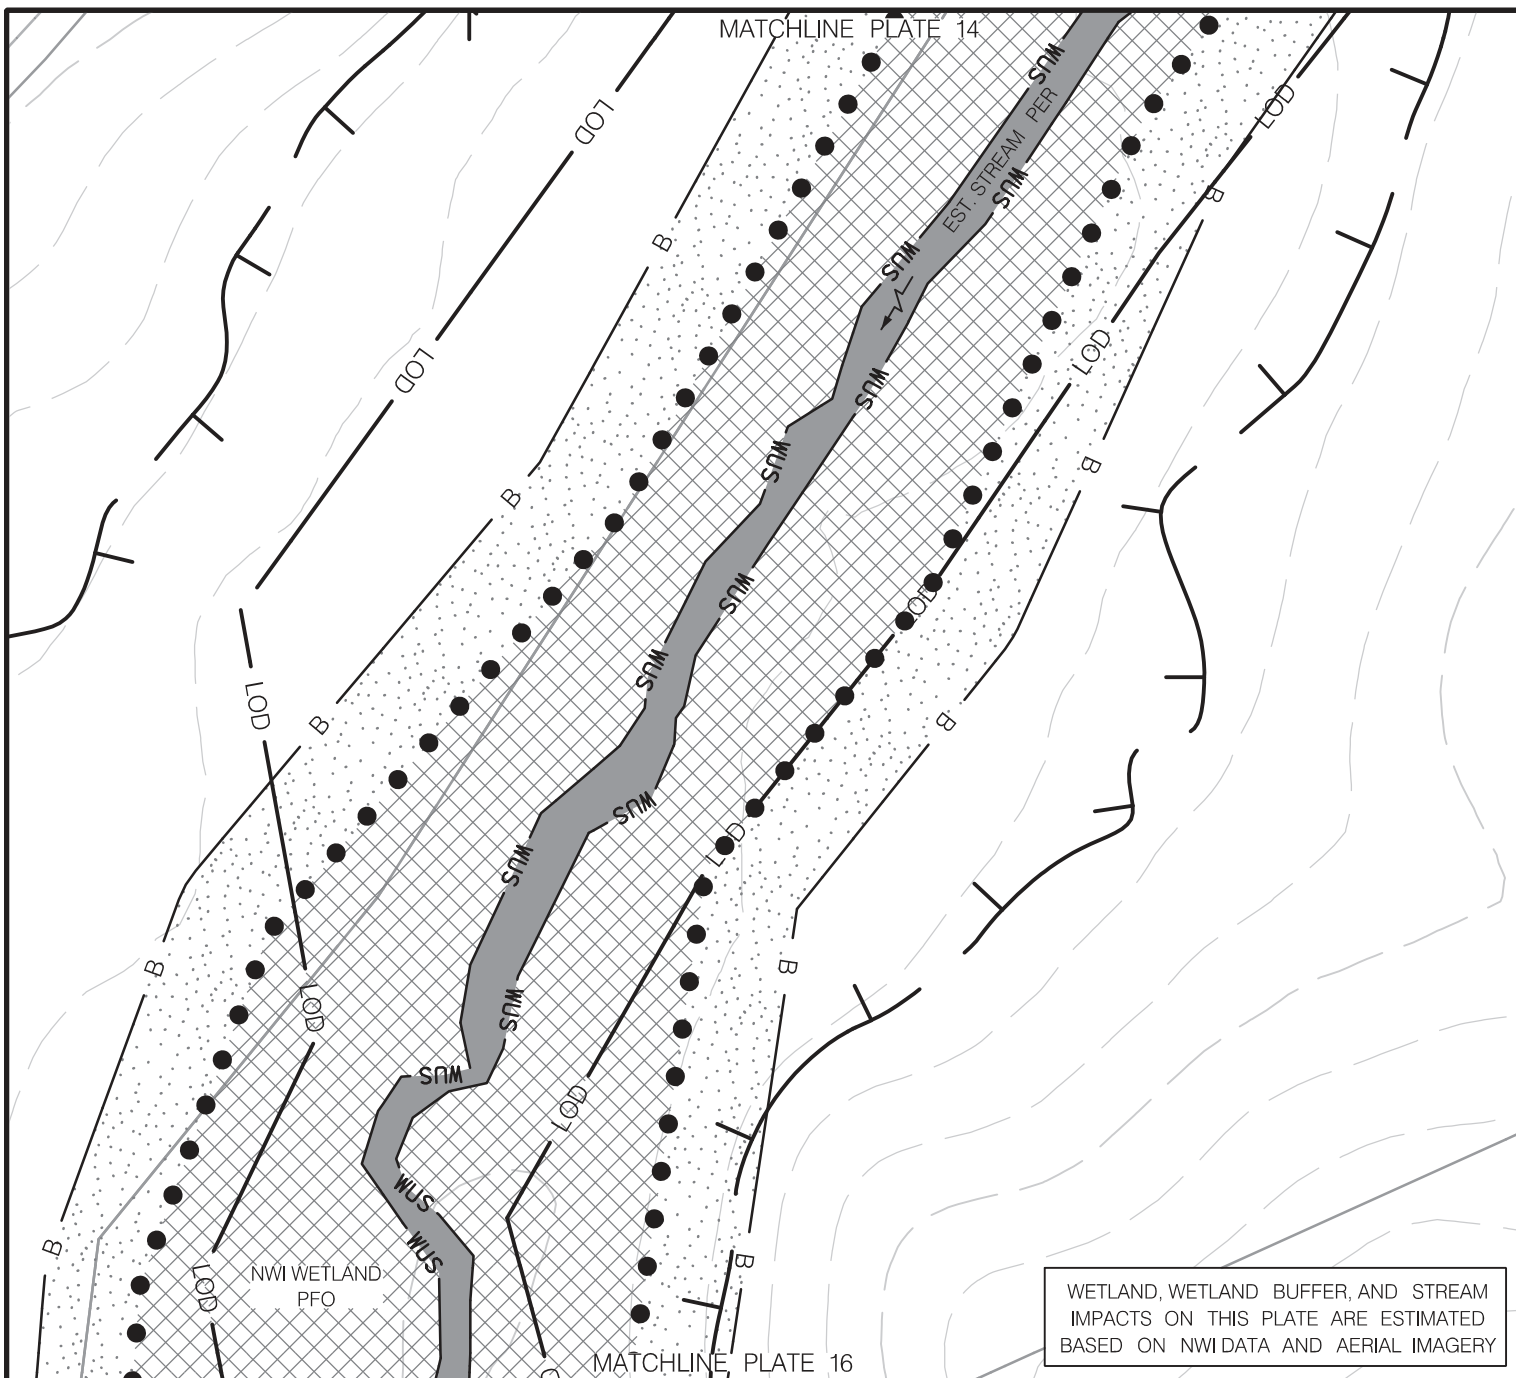 MATCHLINE PLATE 14
WUS
LOD
LOD
EST. STREAM PER
WUS
B
B
WUS
LOD
LOD
WUS
B
WUS
B
WUS
LOD
WUS
LOD
B
B
WUS
LOD
WUS
B
B
LOD
WUS
WUS
LOD
WUS
WUS
B
B
LOD
NWI WETLAND
PFO
WETLAND, WETLAND BUFFER, AND STREAM
IMPACTS ON THIS PLATE ARE ESTIMATED
BASED ON NWI DATA AND AERIAL IMAGERY
MATCHLINE PLATE 16